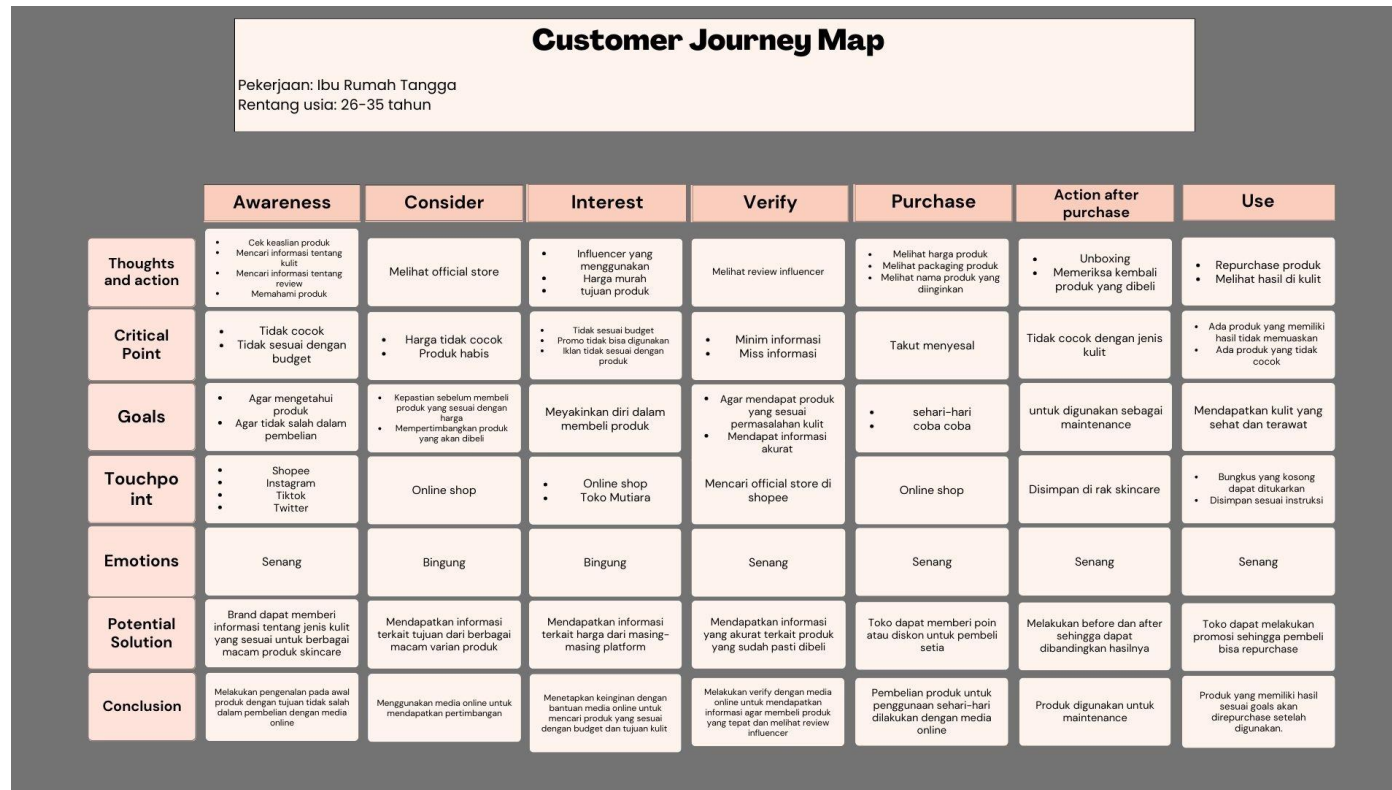 Customer Journey Map
Pekerjaan: Ibu Rumah Tangga
Rentang usia: 26-35 tahun
Awareness
Consider
Interest
Verify
Purchase
Action after
purchase
Use
Thoughts
and action
• Cek keaslian produk
• Mencari informasi tentang
kulit
• Mencari informasi tentang
review
• Memahami produk
Melihat official store
• Influencer yang
menggunakan
• Harga murah
• tujuan produk
Melihat review influencer
• Melihat harga produk
• Melihat packaging produk
• Melihat nama produk yang
diinginkan
• Unboxing
• Memeriksa kembali
produk yang dibeli
• Repurchase produk
• Melihat hasil di kulit
Critical
Point
• Tidak cocok
• Tidak sesuai dengan
budget
• Harga tidak cocok
• Produk habis
• Tidak sesuai budget
• Promo tidak bisa digunakan
• Iklan tidak sesuai dengan
produk
• Minim informasi
• Miss informasi
Takut menyesal
Tidak cocok dengan jenis
kulit
• Ada produk yang memiliki
hasil tidak memuaskan
• Ada produk yang tidak
cocok
Goals
• Agar mengetahui
produk
• Agar tidak salah dalam
pembelian
• Kepastian sebelum membeli
produk yang sesuai dengan
harga
• Mempertimbangkan produk
yang akan dibeli
Meyakinkan diri dalam
membeli produk
• Agar mendapat produk
yang sesuai
permasalahan kulit
• Mendapat informasi
akurat
• sehari-hari
• coba coba
untuk digunakan sebagai
maintenance
Mendapatkan kulit yang
sehat dan terawat
Touchpo
int
• Shopee
• Instagram
• Tiktok
• Twitter
Online shop
• Online shop
• Toko Mutiara
Mencari official store di
shopee
Online shop
Disimpan di rak skincare
• Bungkus yang kosong
dapat ditukarkan
• Disimpan sesuai instruksi
Emotions
Senang
Bingung
Bingung
Senang
Senang
Senang
Senang
Potential
Solution
Brand dapat memberi
informasi tentang jenis kulit
yang sesuai untuk berbagai
macam produk skincare
Mendapatkan informasi
terkait tujuan dari berbagai
macam varian produk
Mendapatkan informasi
terkait harga dari masing-
masing platform
Mendapatkan informasi
yang akurat terkait produk
yang sudah pasti dibeli
Toko dapat memberi poin
atau diskon untuk pembeli
setia
Melakukan before dan after
sehingga dapat
dibandingkan hasilnya
Toko dapat melakukan
promosi sehingga pembeli
bisa repurchase
Conclusion
Melakukan pengenalan pada awal
produk dengan tujuan tidak salah
dalam pembelian dengan media
online
Menggunakan media online untuk
mendapatkan pertimbangan
Menetapkan keinginan dengan
bantuan media online untuk
mencari produk yang sesuai
dengan budget dan tujuan kulit
Melakukan verify dengan media
online untuk mendapatkan
informasi agar membeli produk
yang tepat dan melihat review
influencer
Pembelian produk untuk
penggunaan sehari-hari
dilakukan dengan media
online
Produk digunakan untuk
maintenance
Produk yang memiliki hasil
sesuai goals akan
direpurchase setelah
digunakan.